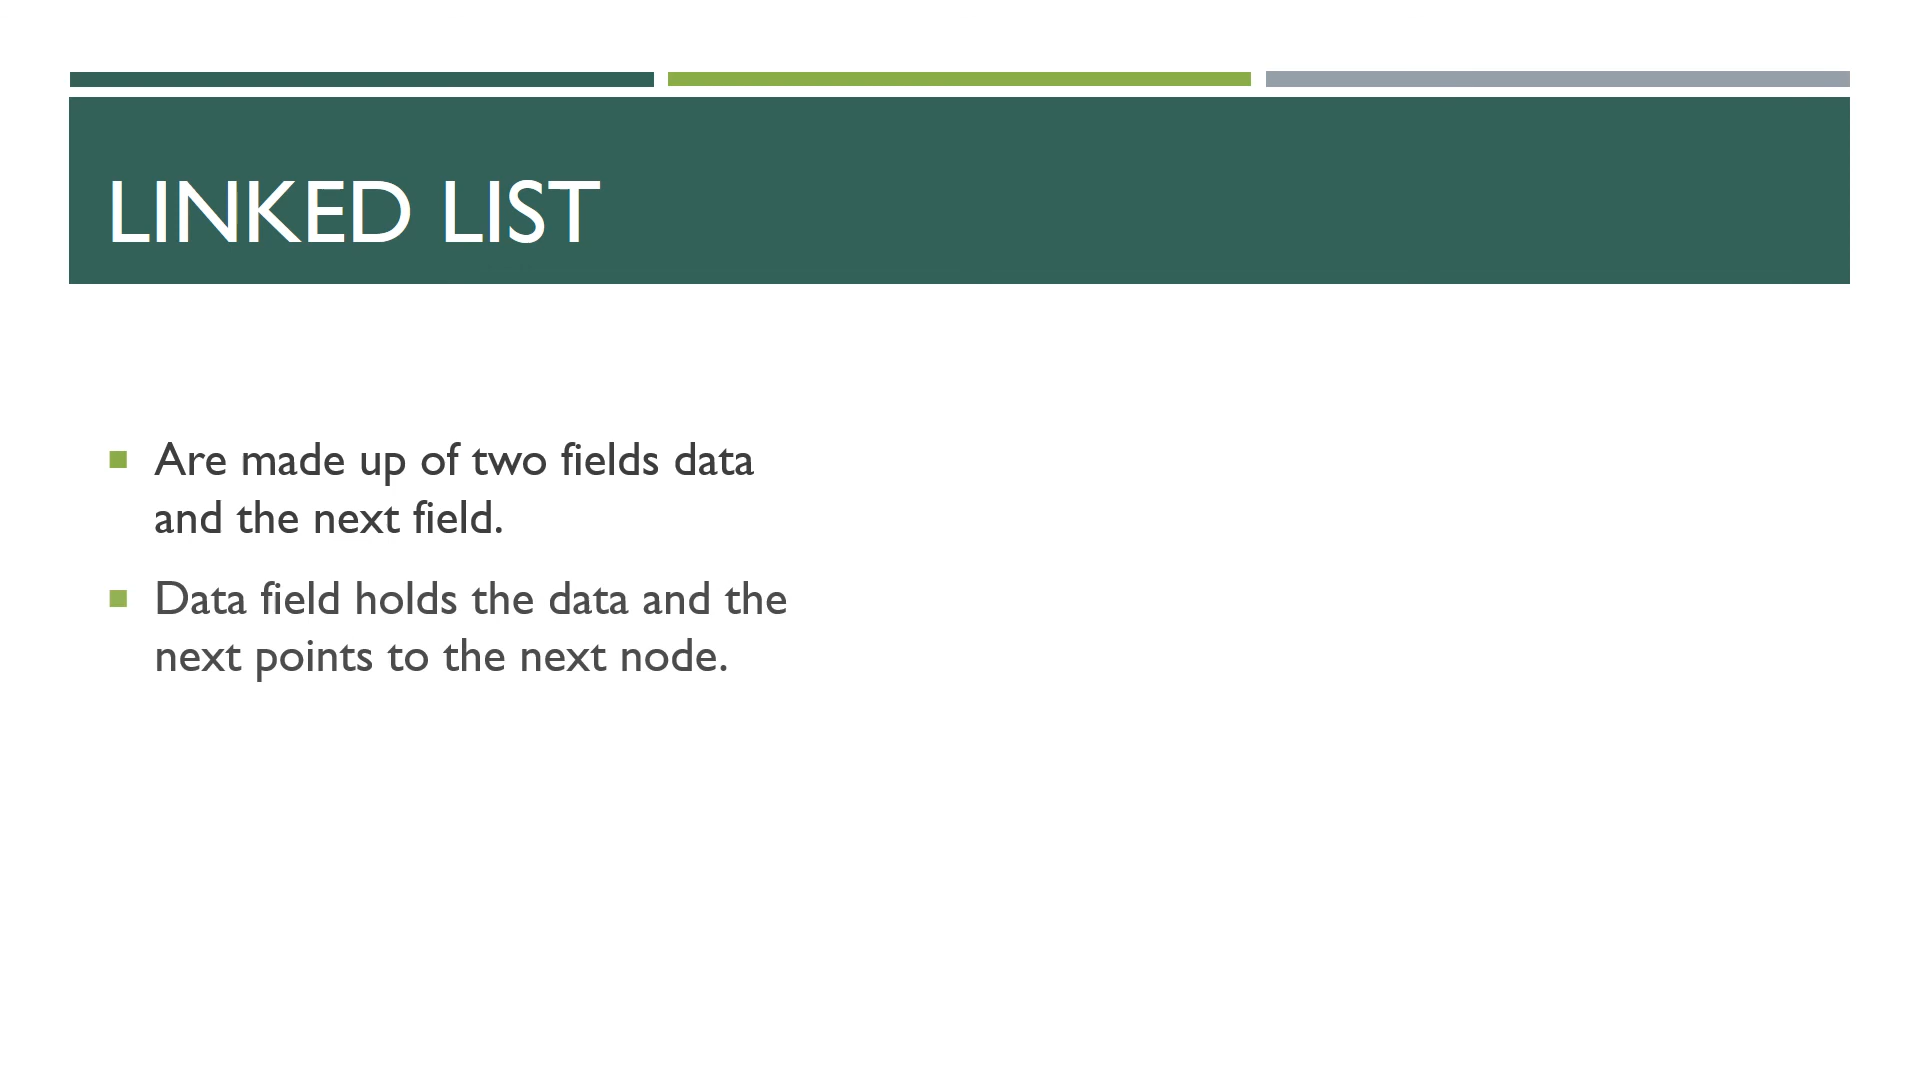 LINKED LIST
Are made up of two fields data
and the next field.
Data field holds the data and the
next points to the next node.